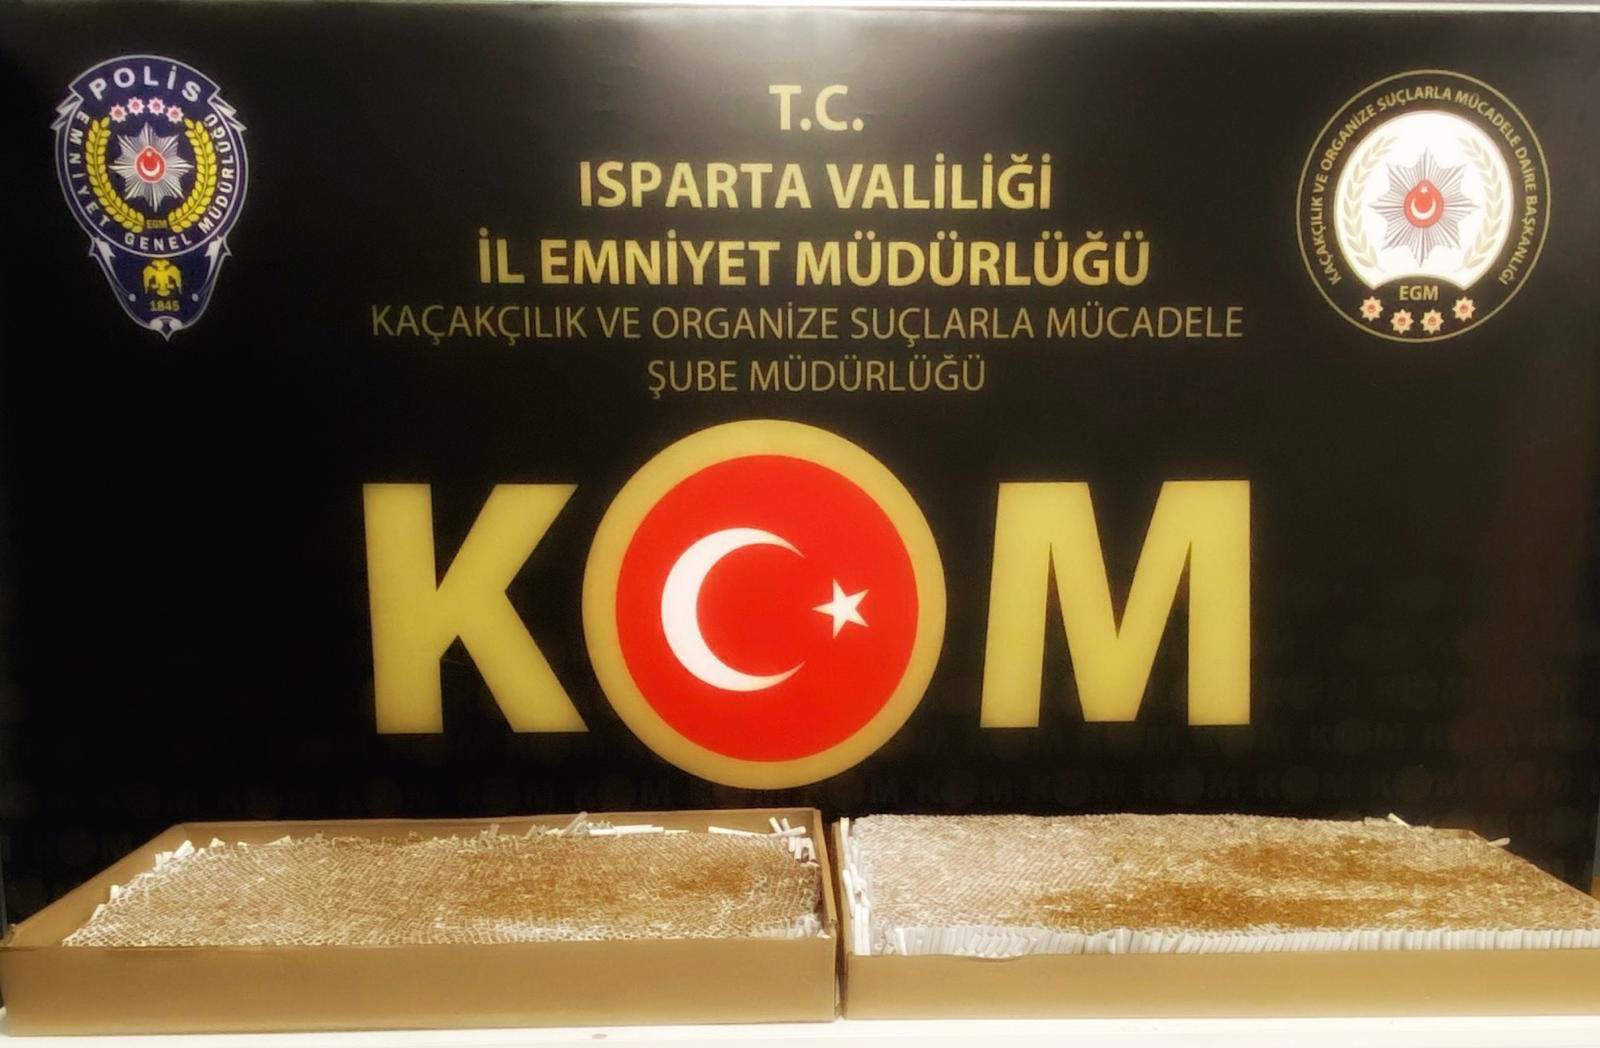 POLİS
EMNİYET GENEL MÜDÜRLÜĞÜ
EGM
1845
T.C.
ISPARTA VALİLİĞİ
İL EMNİYET MÜDÜRLÜĞÜ
KAÇAKÇILIK VE ORGANİZE SUÇLARLA MÜCADELE
ŞUBE MÜDÜRLÜĞÜ
KAÇAKÇILIK VE ORGANİZE SUÇLARLA MÜCADELE DAİRE BAŞKANLIĞI
EGM
KOM